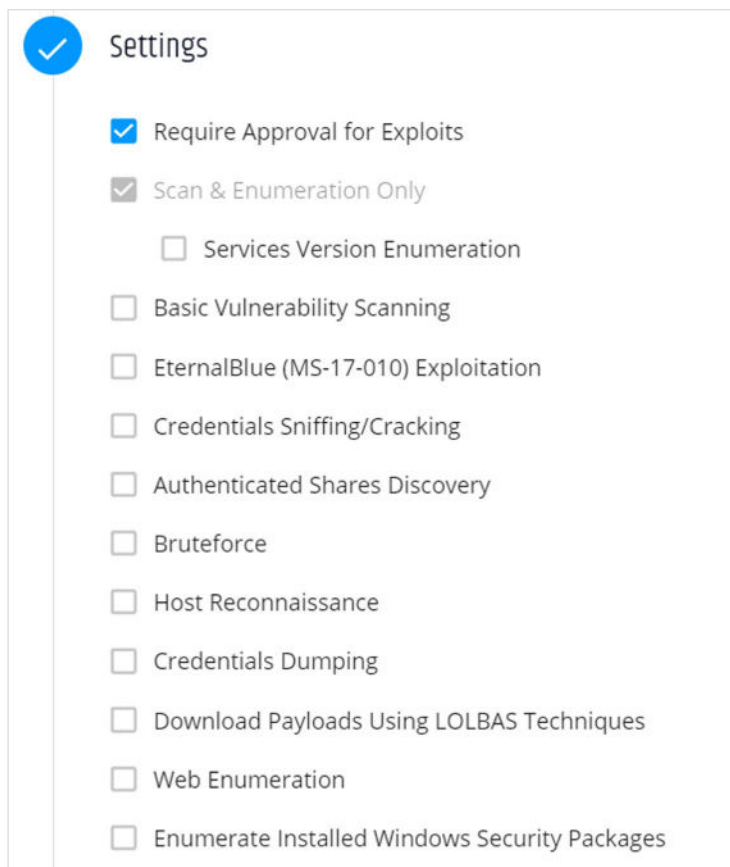 Settings
Require Approval for Exploits
Scan & Enumeration Only
Services Version Enumeration
Basic Vulnerability Scanning
EternalBlue (MS-17-010) Exploitation
Credentials Sniffing/Cracking
Authenticated Shares Discovery
Bruteforce
Host Reconnaissance
Credentials Dumping
Download Payloads Using LOLBAS Techniques
Web Enumeration
Enumerate Installed Windows Security Packages